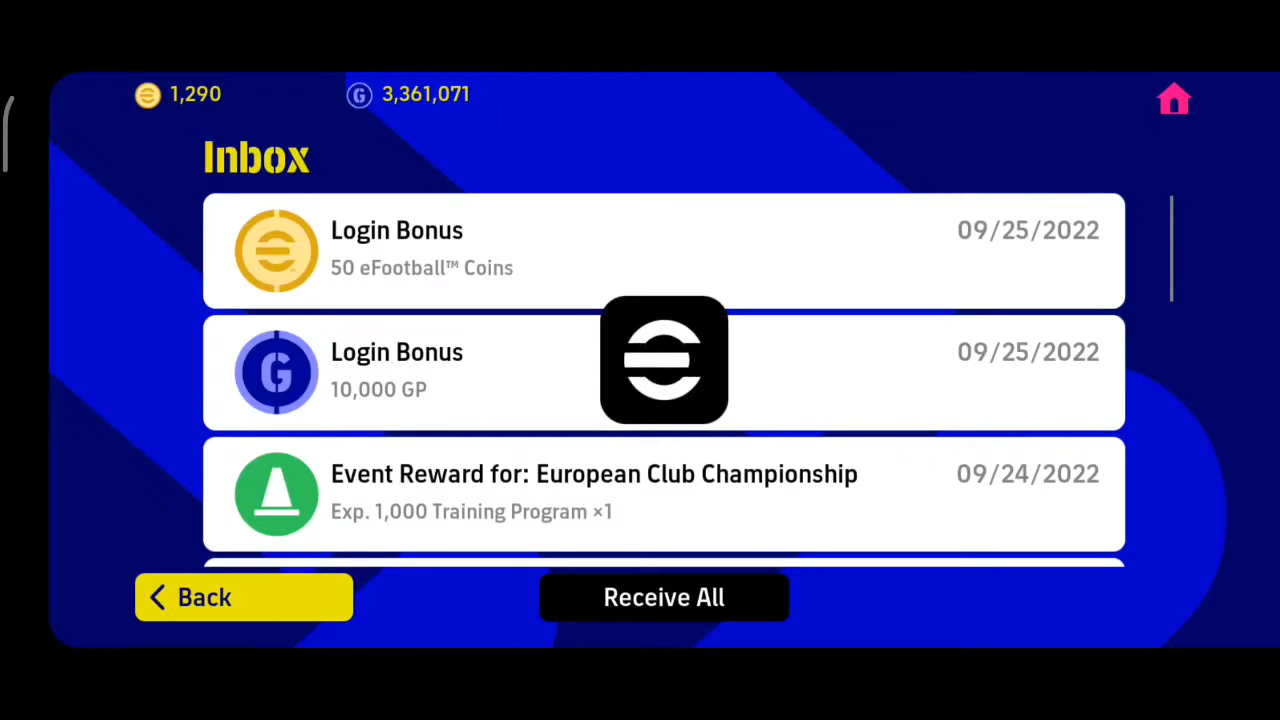 1,290
3,361,071
Inbox
Login Bonus
09/25/2022
50 eFootball™ Coins
Login Bonus
09/25/2022
10,000 GP
Event Reward for: European Club Championship
09/24/2022
Exp. 1,000 Training Program ×1
Back
Receive All